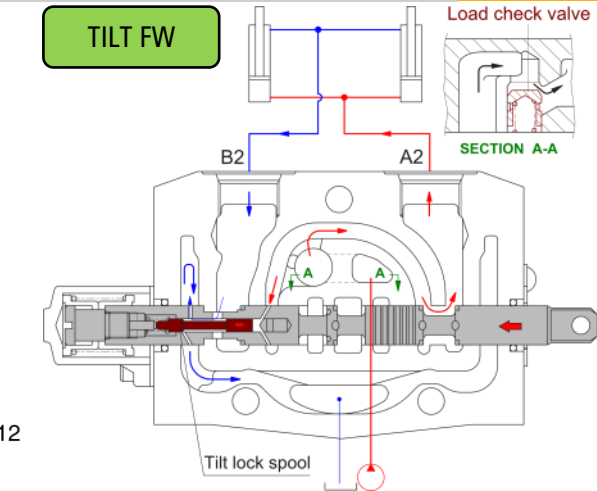 TILT FW
Load check valve
SECTION A-A
B2
A2
A
A
12
Tilt lock spool